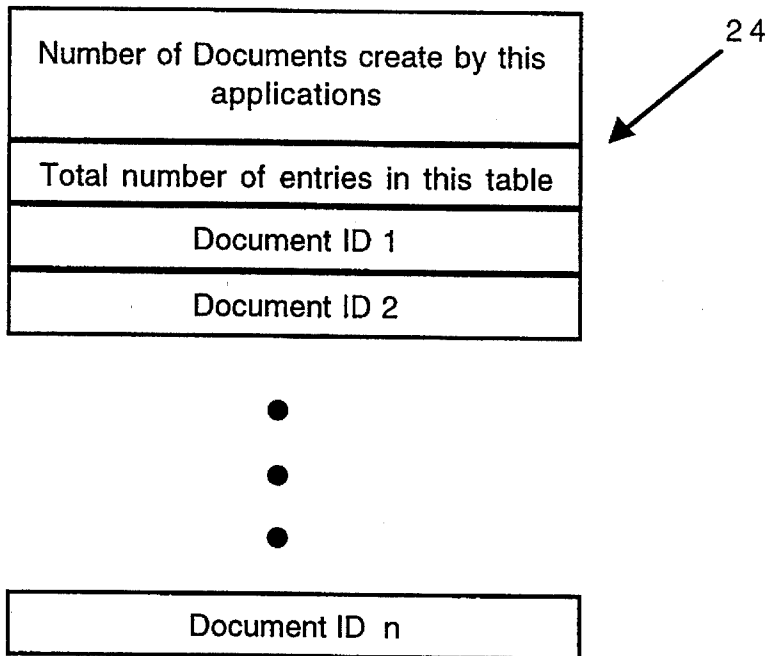 24
Number of Documents create by this
applications
Total number of entries in this table
Document ID 1
Document ID 2
Document ID n